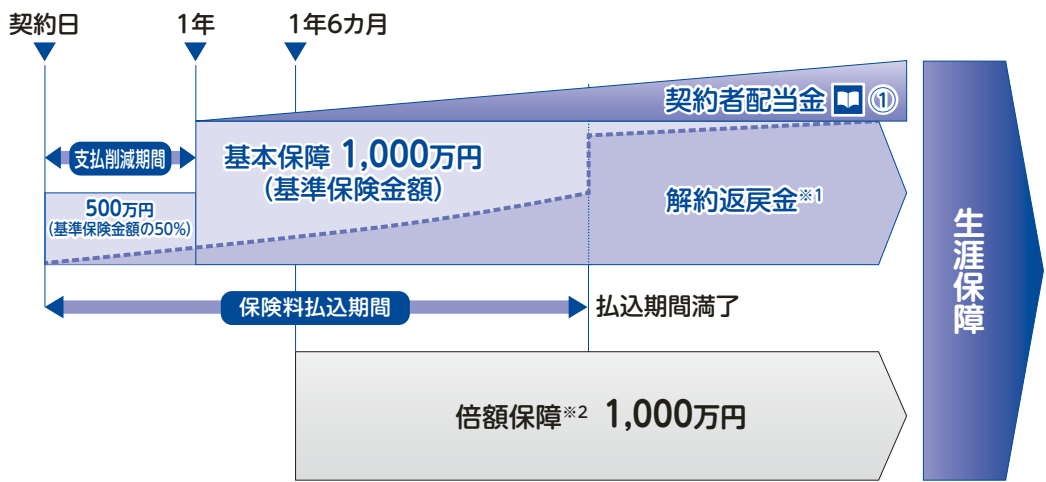 契約日
1年
1年6カ月
契約者配当金 ①
支払削減期間
基本保障 1,000万円
(基準保険金額)
500万円
(基準保険金額の50%)
解約返戻金※1
保険料払込期間
払込期間満了
倍額保障※2 1,000万円
生涯保障